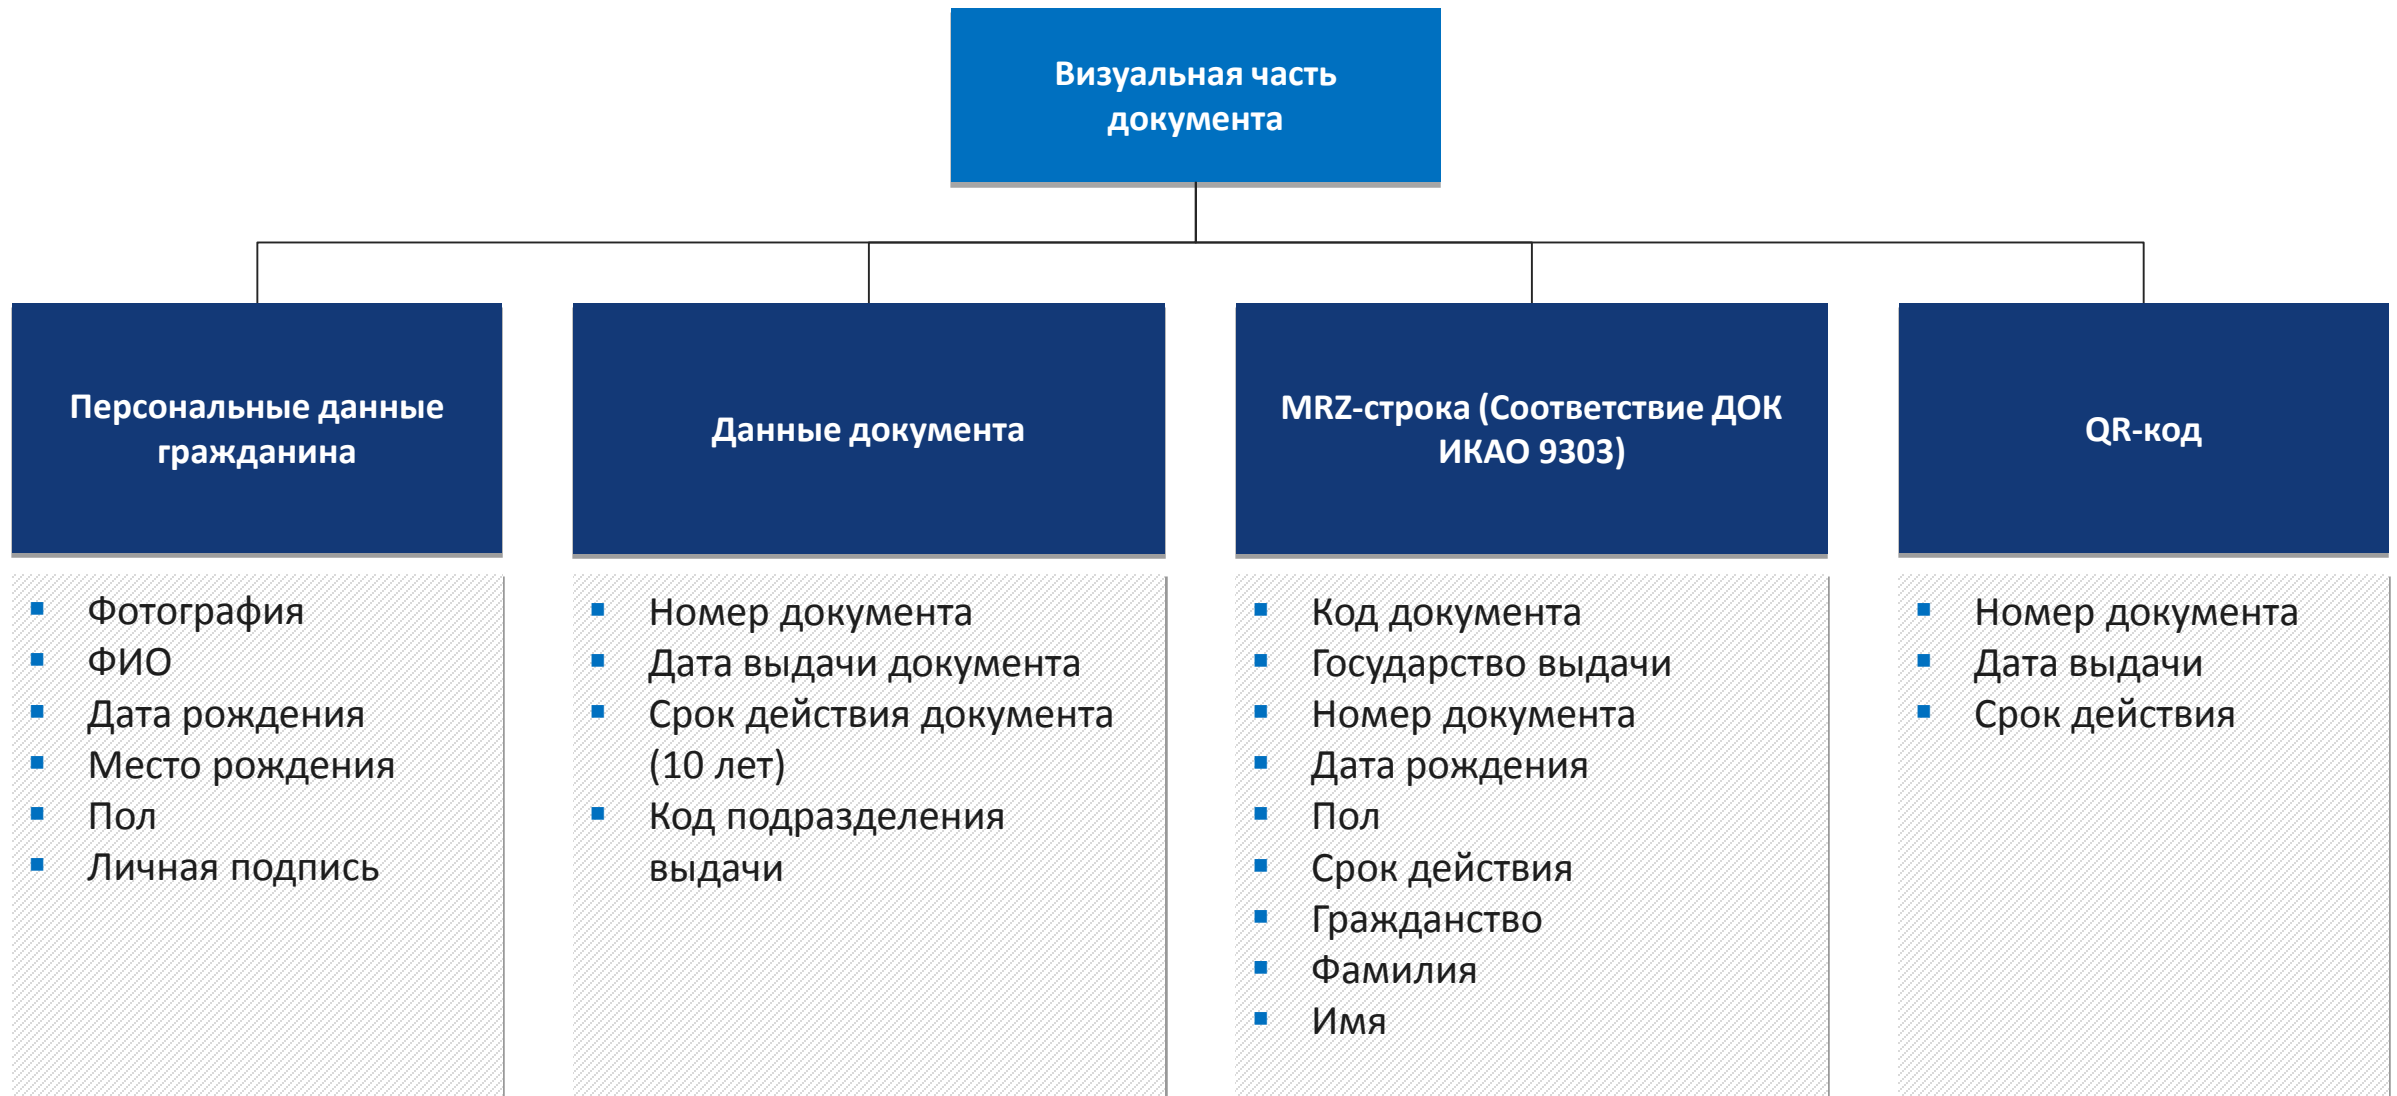 Визуальная часть
документа
Персональные данные
гражданина
Фотография
ФИО
Дата рождения
Место рождения
Пол
Личная подпись
Данные документа
Номер документа
Дата выдачи документа
Срок действия документа
(10 лет)
Код подразделения
выдачи
MRZ-строка (Соответствие ДОК
ИКАО 9303)
Код документа
Государство выдачи
Номер документа
Дата рождения
Пол
Срок действия
Гражданство
Фамилия
Имя
QR-код
Номер документа
Дата выдачи
Срок действия